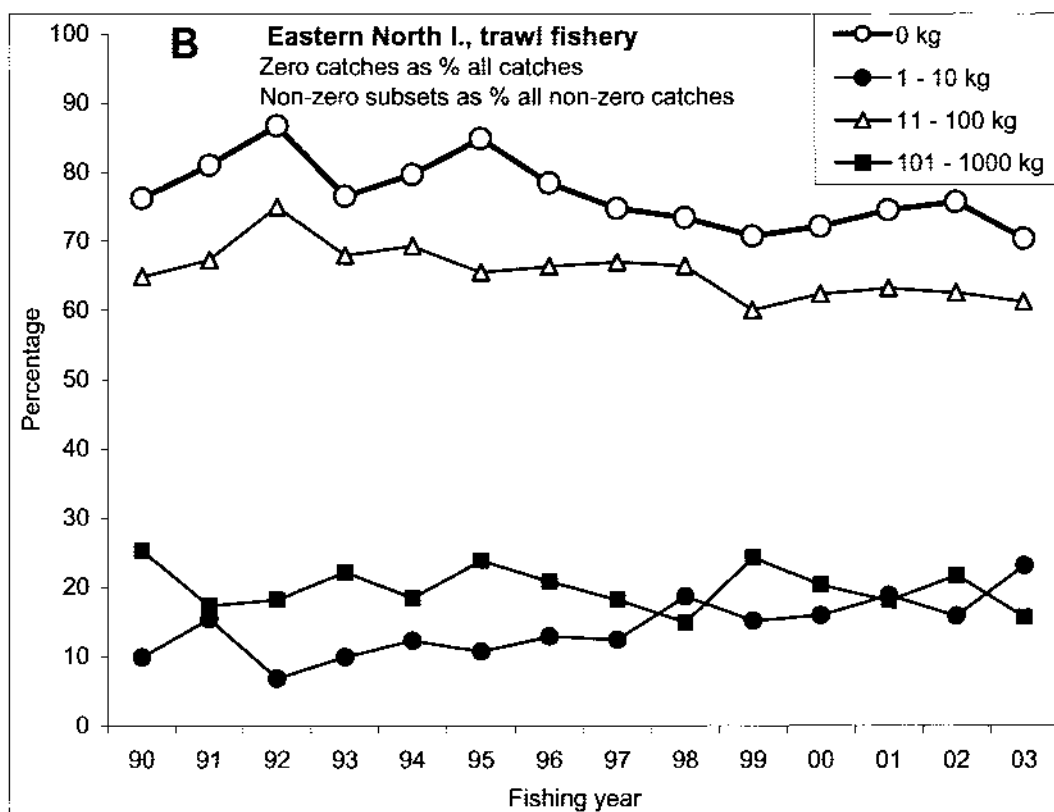 B Eastern North I., trawl fishery
Zero catches as % all catches
Non-zero subsets as % all non-zero catches
0 kg
1 - 10 kg
11 - 100 kg
101 - 1000 kg
Percentage
100
90
80
70
60
50
40
30
20
10
0
90 91 92 93 94 95 96 97 98 99 00 01 02 03
Fishing year